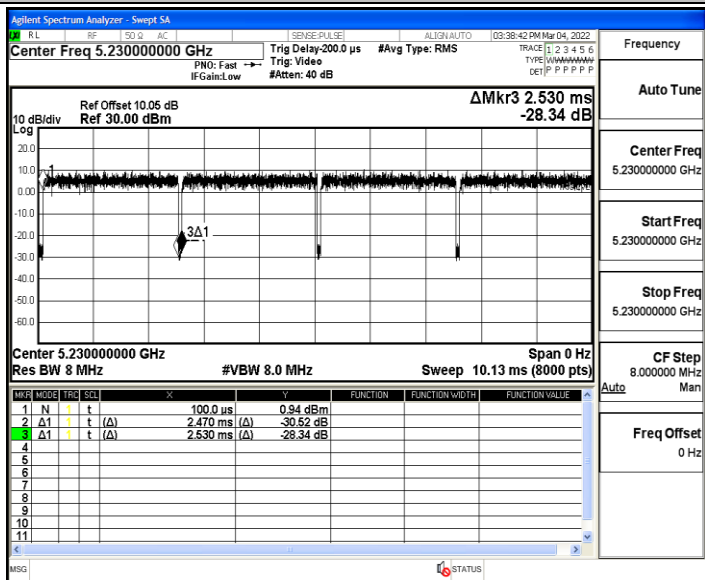 Agilent Spectrum Analyzer - Swept SA
LXI RL RF 50 Ω AC SENSE:PULSE ALIGN AUTO 03:38:42 PM Mar 04, 2022
Center Freq 5.230000000 GHz Trig Delay-200.0 µs #Avg Type: RMS TRACE 1 2 3 4 5 6
PNO: Fast Trig: Video TYPE
IFGain:Low #Atten: 40 dB DET P P P P P P
Ref Offset 10.05 dB ΔMkr3 2.530 ms
10 dB/div Ref 30.00 dBm -28.34 dB
Log
20.0
10.0
1
0.00
-10.0
3Δ1
-20.0
-30.0
-40.0
-50.0
-60.0
Center 5.230000000 GHz Span 0 Hz
Res BW 8 MHz #VBW 8.0 MHz Sweep 10.13 ms (8000 pts)
MKR MODE TRC SCL X Y FUNCTION FUNCTION WIDTH FUNCTION VALUE
1 N 1 t 100.0 µs 0.94 dBm
2 Δ1 1 t (Δ) 2.470 ms (Δ) -30.52 dB
3 Δ1 1 t (Δ) 2.530 ms (Δ) -28.34 dB
4
5
6
7
8
9
10
11
MSG STATUS
Frequency
Auto Tune
Center Freq
5.230000000 GHz
Start Freq
5.230000000 GHz
Stop Freq
5.230000000 GHz
CF Step
8.000000 MHz
Auto Man
Freq Offset
0 Hz